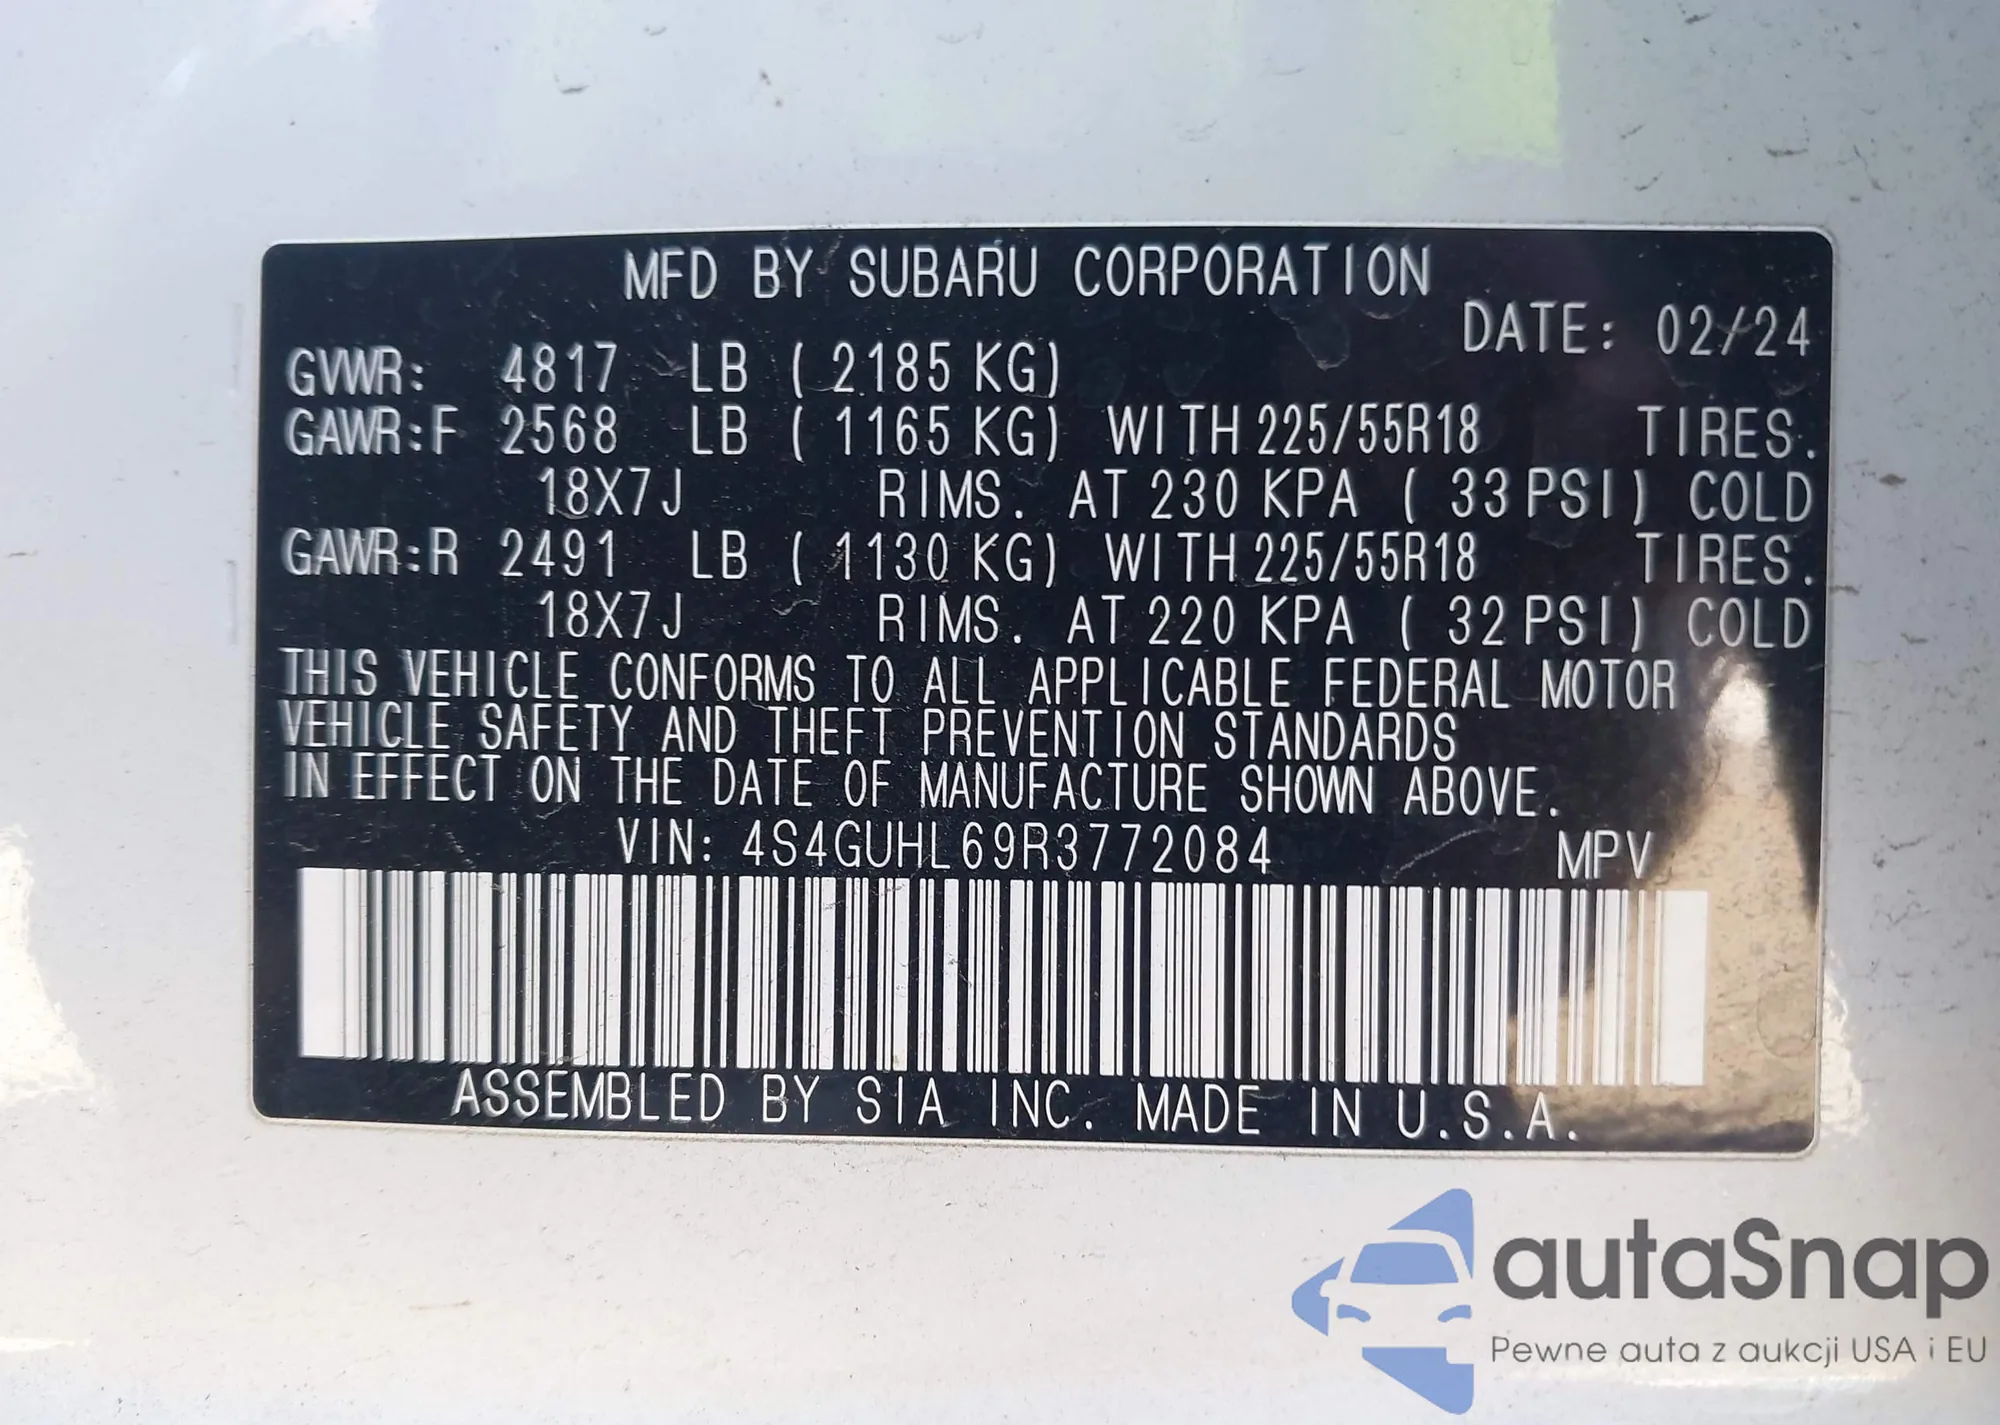 MFD BY SUBARU CORPORATION
DATE: 02/24
GVWR: 4817 LB ( 2185 KG)
GAWR:F 2568 LB ( 1165 KG) WITH 225/55R18 TIRES.
18X7J RIMS. AT 230 KPA ( 33 PSI) COLD
GAWR:R 2491 LB ( 1130 KG) WITH 225/55R18 TIRES.
18X7J RIMS. AT 220 KPA ( 32 PSI) COLD
THIS VEHICLE CONFORMS TO ALL APPLICABLE FEDERAL MOTOR
VEHICLE SAFETY AND THEFT PREVENTION STANDARDS
IN EFFECT ON THE DATE OF MANUFACTURE SHOWN ABOVE.
VIN: 4S4GUHL69R3772084 MPV
ASSEMBLED BY SIA INC. MADE IN U.S.A.
autaSnap
Pewne auta z aukcji USA i EU